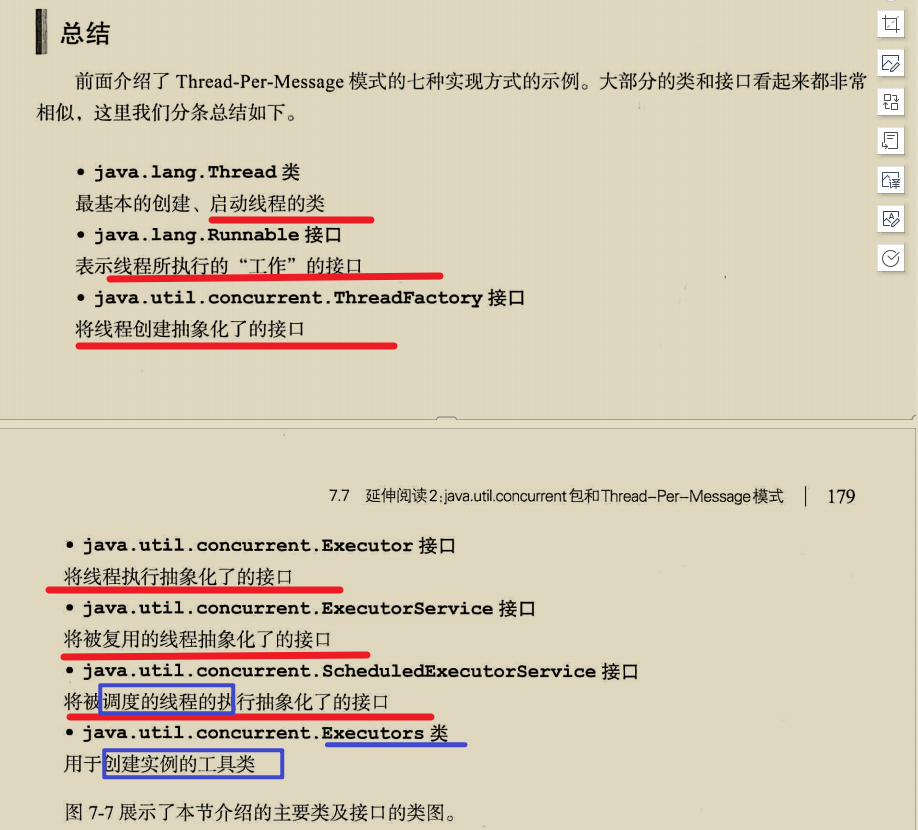 总结
前面介绍了 Thread-Per-Message 模式的七种实现方式的示例。大部分的类和接口看起来都非常
相似，这里我们分条总结如下。
• java.lang.Thread 类
最基本的创建、启动线程的类
• java.lang.Runnable 接口
表示线程所执行的“工作”的接口
• java.util.concurrent.ThreadFactory 接口
将线程创建抽象化了的接口
7.7 延伸阅读2:java.util.concurrent包和Thread-Per-Message模式 | 179
• java.util.concurrent.Executor 接口
将线程执行抽象化了的接口
• java.util.concurrent.ExecutorService 接口
将被复用的线程抽象化了的接口
• java.util.concurrent.ScheduledExecutorService 接口
将被调度的线程的执行抽象化了的接口
• java.util.concurrent.Executors 类
用于创建实例的工具类
图 7-7 展示了本节介绍的主要类及接口的类图。